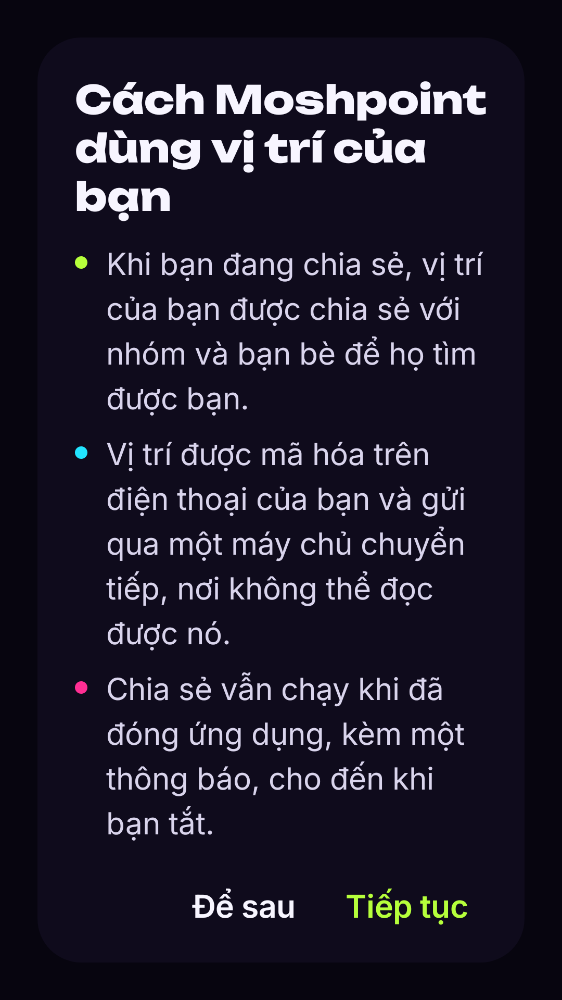 Cách Moshpoint
dùng vị trí của
bạn
Khi bạn đang chia sẻ, vị trí
của bạn được chia sẻ với
nhóm và bạn bè để họ tìm
được bạn.
Vị trí được mã hóa trên
điện thoại của bạn và gửi
qua một máy chủ chuyển
tiếp, nơi không thể đọc
được nó.
Chia sẻ vẫn chạy khi đã
đóng ứng dụng, kèm một
thông báo, cho đến khi
bạn tắt.
Để sau Tiếp tục